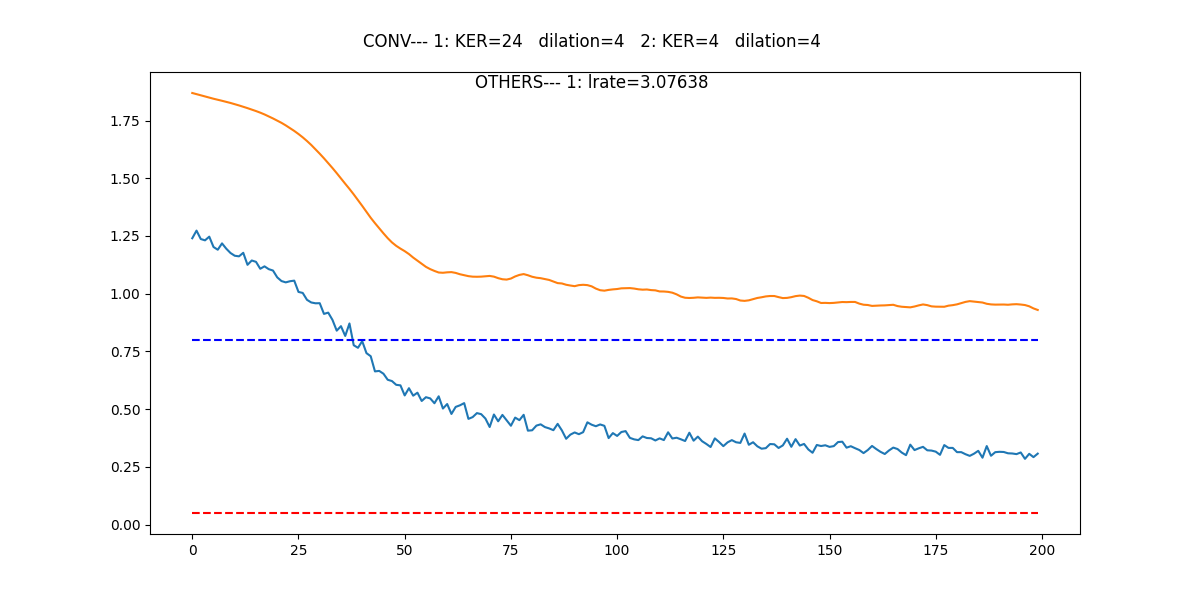 CONV--- 1: KER=24   dilation=4   2: KER=4   dilation=4
OTHERS--- 1: lrate=3.07638
1.75
1.50
1.25
1.00
0.75
0.50
0.25
0.00
0 25 50 75 100 125 150 175 200